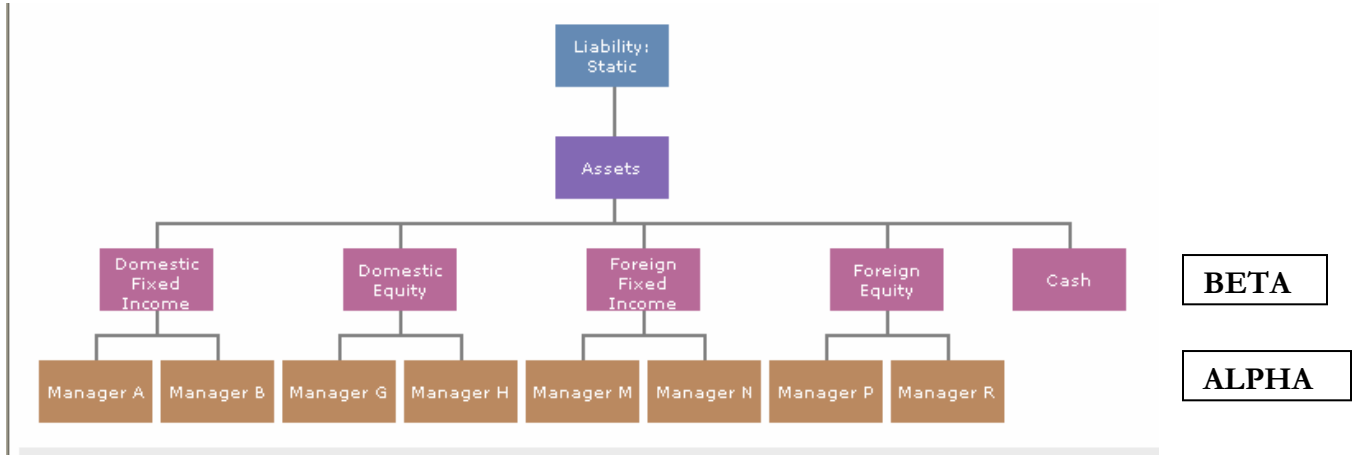 Liability:
Static
Assets
Domestic
Fixed
Income
Domestic
Equity
Foreign
Fixed
Income
Foreign
Equity
Cash
BETA
Manager A
Manager B
Manager G
Manager H
Manager M
Manager N
Manager P
Manager R
ALPHA